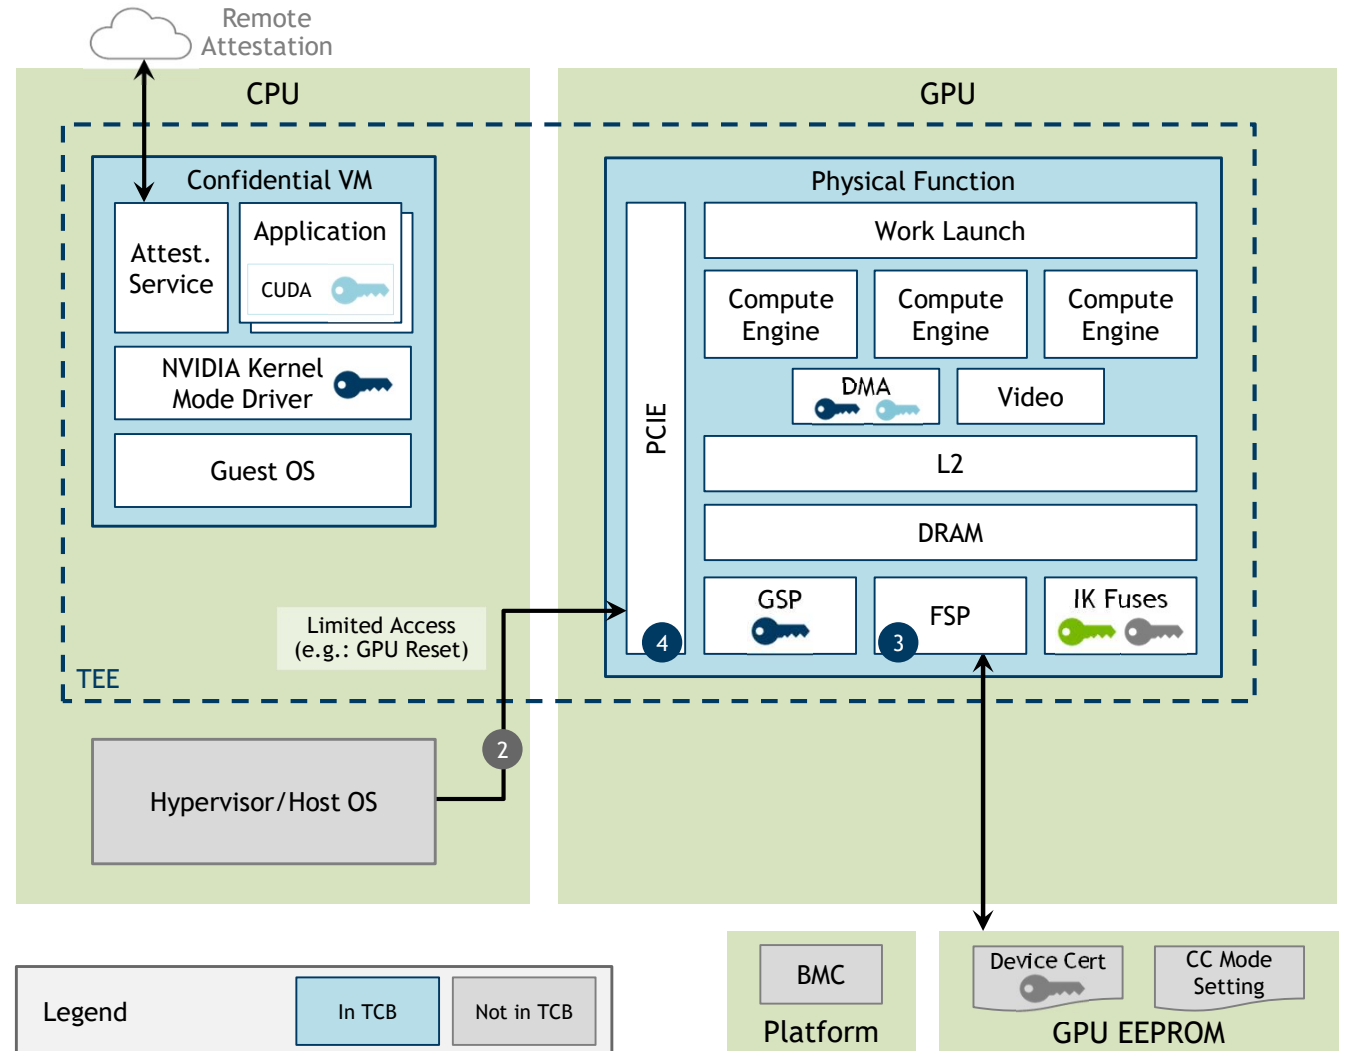 Remote
Attestation
CPU
GPU
Confidential VM
Attest.
Service
Application
CUDA
NVIDIA Kernel
Mode Driver
Guest OS
Physical Function
PCIE
Work Launch
Compute
Engine
Compute
Engine
Compute
Engine
DMA
Video
L2
DRAM
GSP
FSP
IK Fuses
4
3
Limited Access
(e.g.: GPU Reset)
TEE
2
Hypervisor/Host OS
Legend
In TCB
Not in TCB
BMC
Platform
Device Cert
CC Mode
Setting
GPU EEPROM